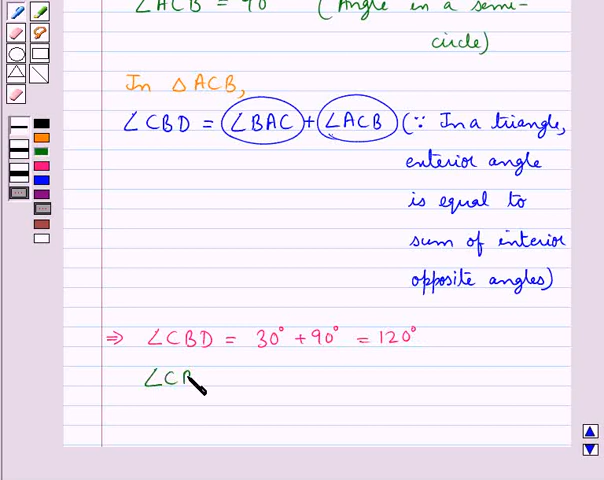 ∠ACB = 90° (Angle in a semi-
circle)
In △ACB,
∠CBD = ∠BAC + ∠ACB (∵ In a triangle,
enterior angle
is equal to
sum of interior
opposite angles)
⇒ ∠CBD = 30° + 90° = 120°
∠CB